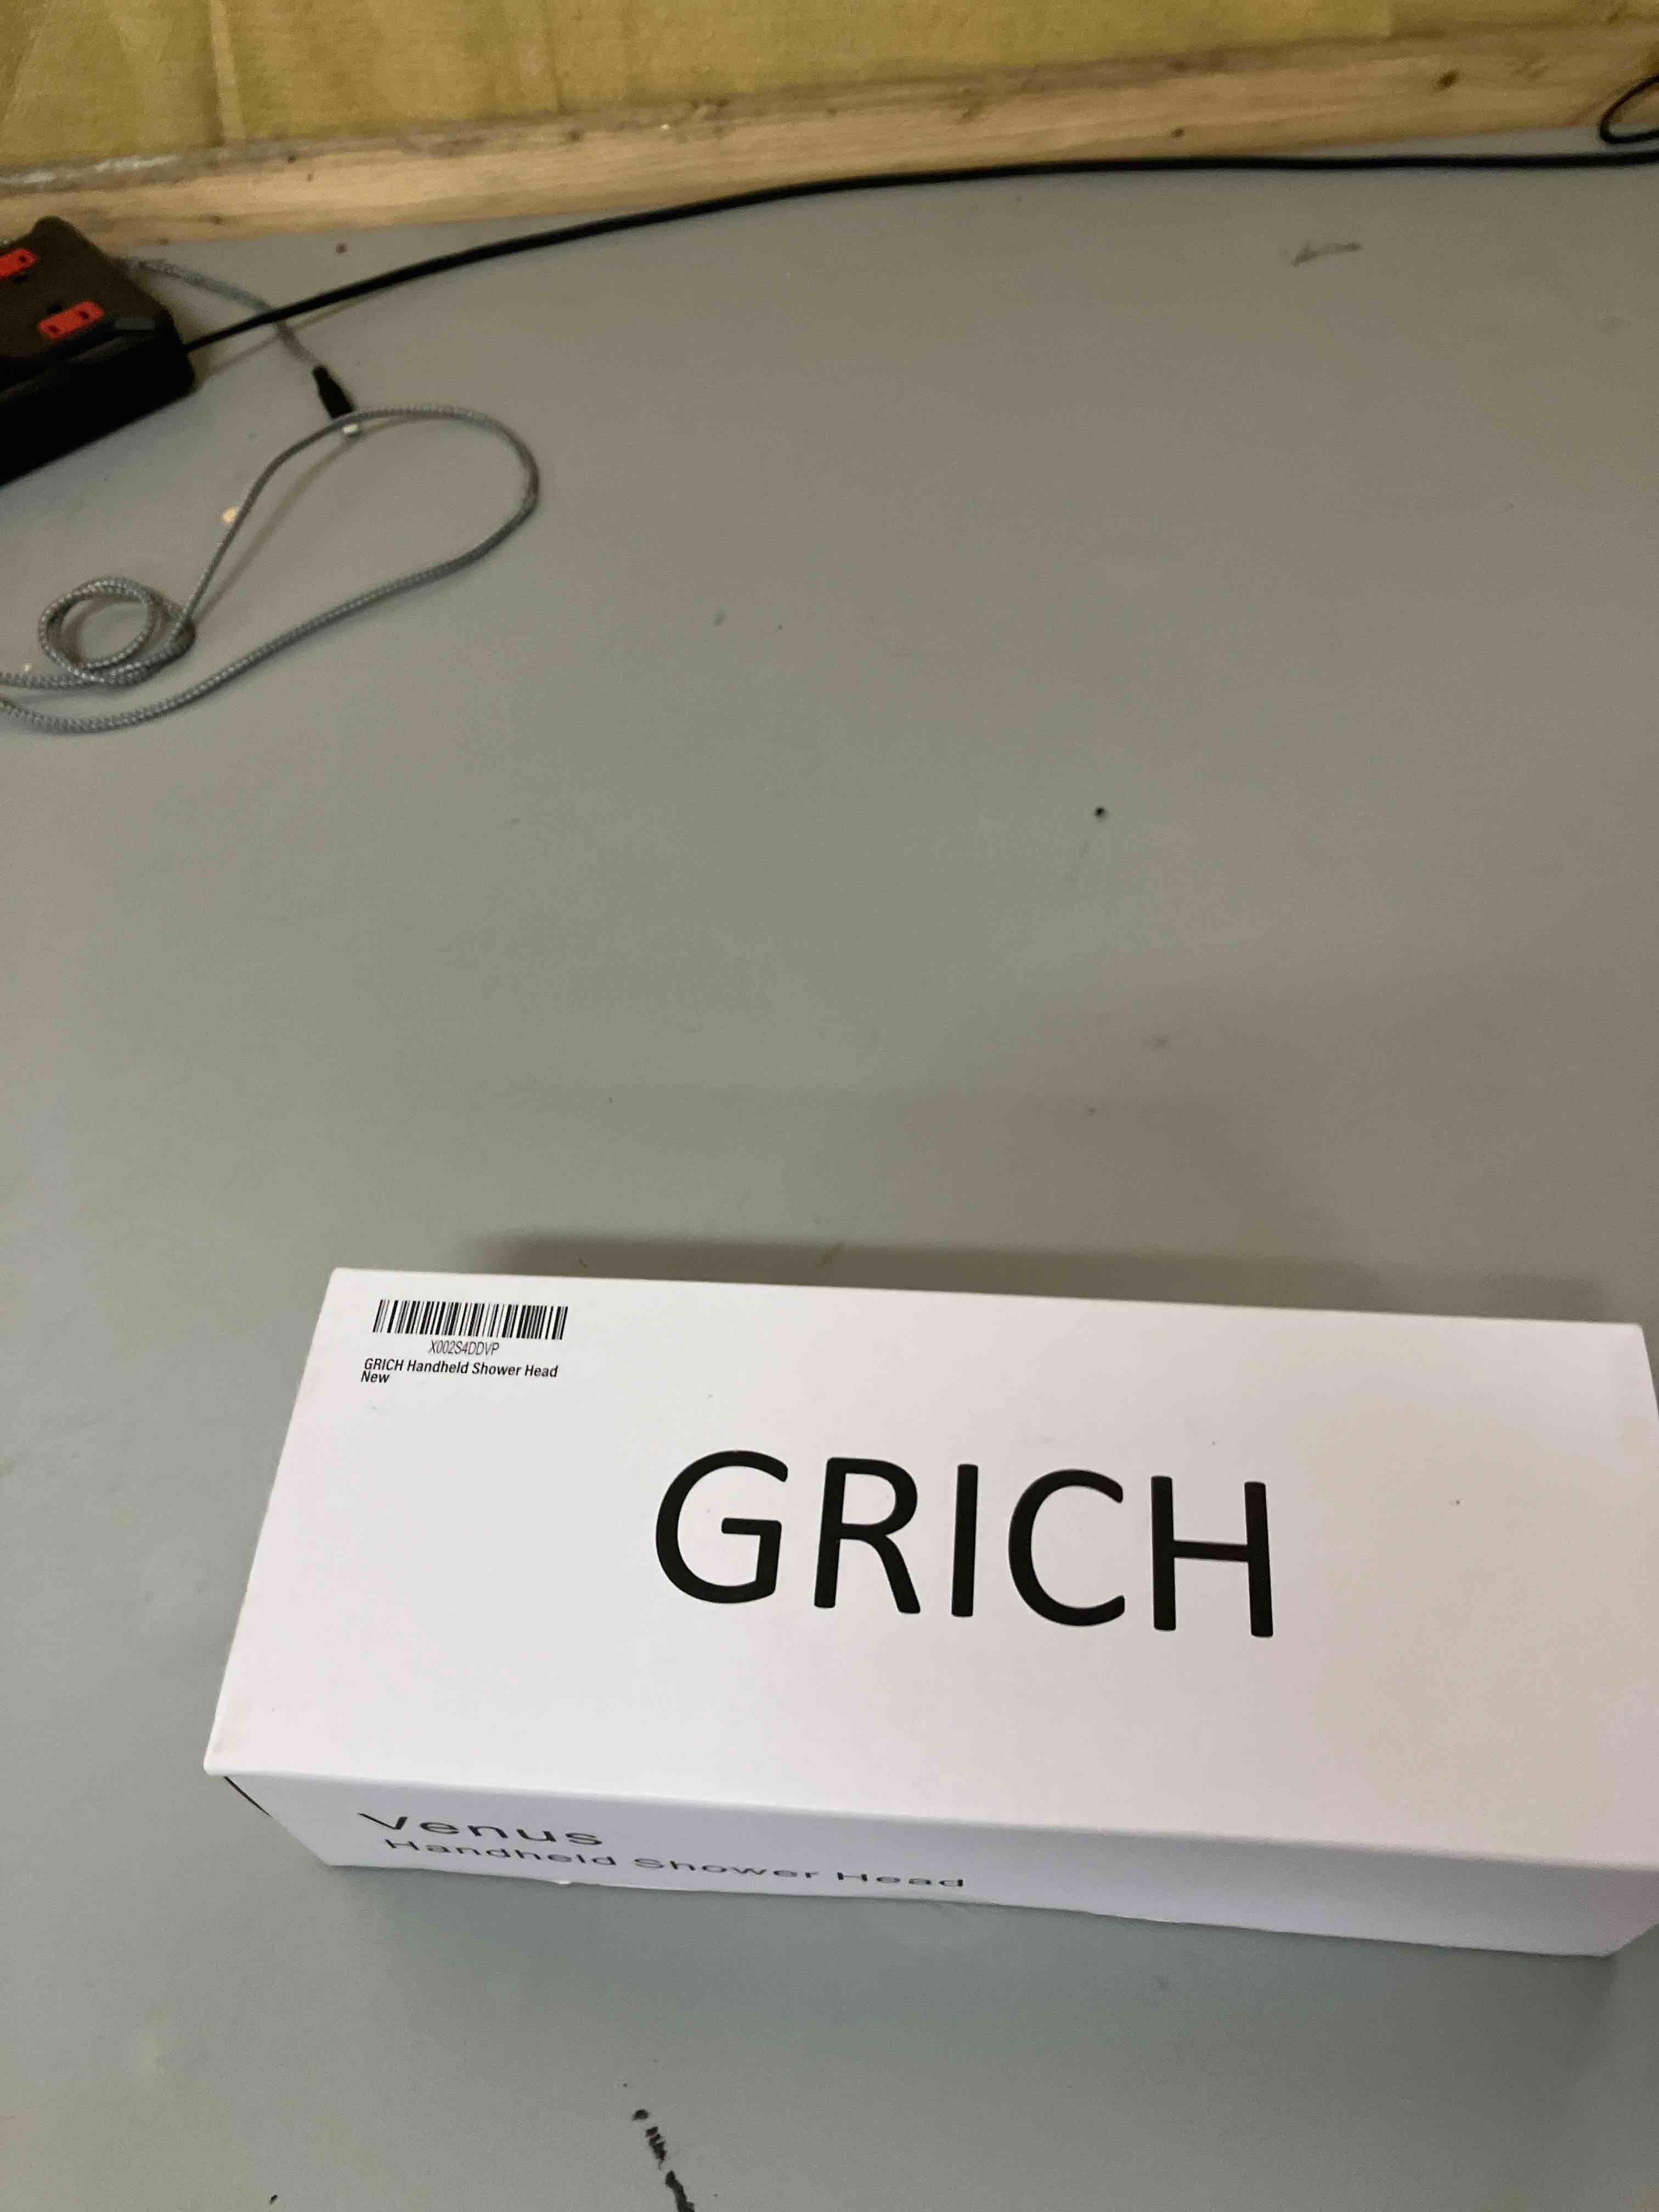 X002S4DDVP
GRICH Handheld Shower Head
New
GRICH
Venus
Handheld Shower Head